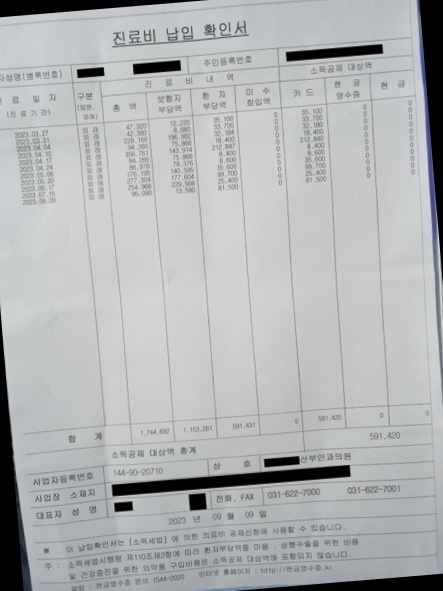 진료비 납입 확인서
자성명(병록번호) 주민등록번호
진 료 비 내 역 소득공제 대상액
료 일자 (진료기간) 구분 (입원, 외래) 총 액 보험자 부담액 환 자 부담액 미 수 회입액 카 드 현 금 영수증 현 금
2023.03.27 외 래 47,320 12,220 35,100 0 35,100 0 0
2023.03.31 외 래 42,380 8,680 33,700 0 33,700 0 0
2023.04.04 외 래 229,166 196,982 32,184 0 32,180 0 0
2023.04.10 외 래 94,266 75,866 18,400 0 18,400 0 0
2023.04.17 외 래 356,761 143,914 212,847 0 212,840 0 0
2023.04.24 외 래 84,266 75,866 8,400 0 8,400 0 0
2023.05.06 외 래 86,976 78,376 8,600 0 8,600 0 0
2023.05.20 외 래 176,195 140,595 35,600 0 35,600 0 0
2023.06.17 외 래 277,304 177,604 99,700 0 99,700 0 0
2023.07.15 외 래 254,968 229,568 25,400 0 25,400 0 0
2023.09.09 외 래 95,090 13,590 81,500 0 81,500 0 0
합 계 1,744,692 1,153,261 591,431 0 591,420 0 0
소득공제 대상액 총계 591,420
사업자등록번호 144-90-20710 상 호 산부인과의원
사업장 소재지
대표자 성 명 전화, FAX 031-622-7000 031-622-7001
2023 년 09 월 09 일
※ 이 납입확인서는 [소득세법] 에 의한 의료비 공제신청에 사용할 수 있습니다.
주 : 소득세법시행령 제110조제2항에 따라 환자부담액중 미용 . 성형수술을 위한 비용
및 건강증진을 위한 의약품 구입비용은 소득공제대상액에 포함되지 않습니다.
현금영수증 문의 1544-2020 인터넷 홈페이지 : http://현금영수증.kr